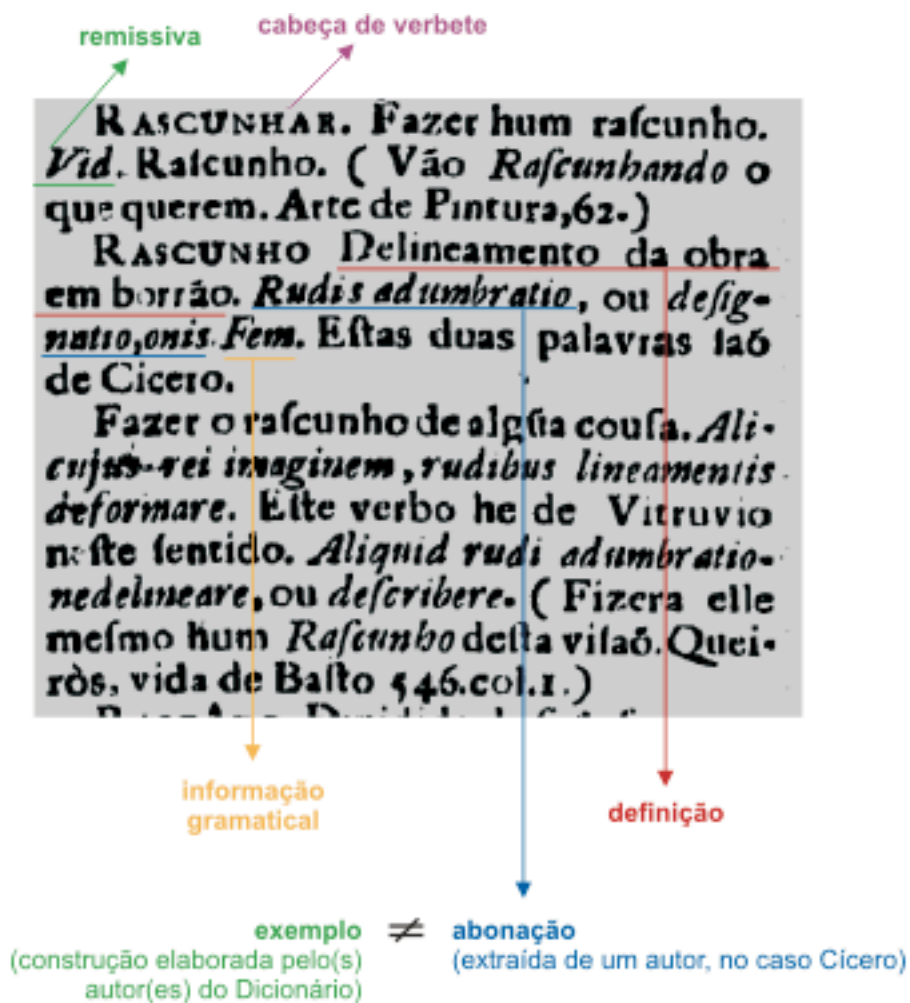 remissiva
cabeça de verbete
RASCUNHAR. Fazer hum raſcunho.
Vid. Raſcunho. ( Vão Raſcunhando o
que querem. Arte de Pintura,62.)
RASCUNHO Delineamento da obra
em borrão. Rudis adumbratio, ou deſig-
natio,onis. Fem. Eſtas duas palavras ſaõ
de Cicero.
Fazer o raſcunho de algũa couſa. Ali-
cujus rei imaginem, rudibus lineamentis
deformare. Eſte verbo he de Vitruvio
neſte ſentido. Aliquid rudi adumbratio-
nedelineare, ou deſcribere. ( Fizera elle
meſmo hum Raſcunho deſta viſaõ. Quei-
ròs, vida de Baſto 546.col.1.)
informação
gramatical
definição
exemplo ≠ abonação
(construção elaborada pelo(s) (extraída de um autor, no caso Cícero)
autor(es) do Dicionário)